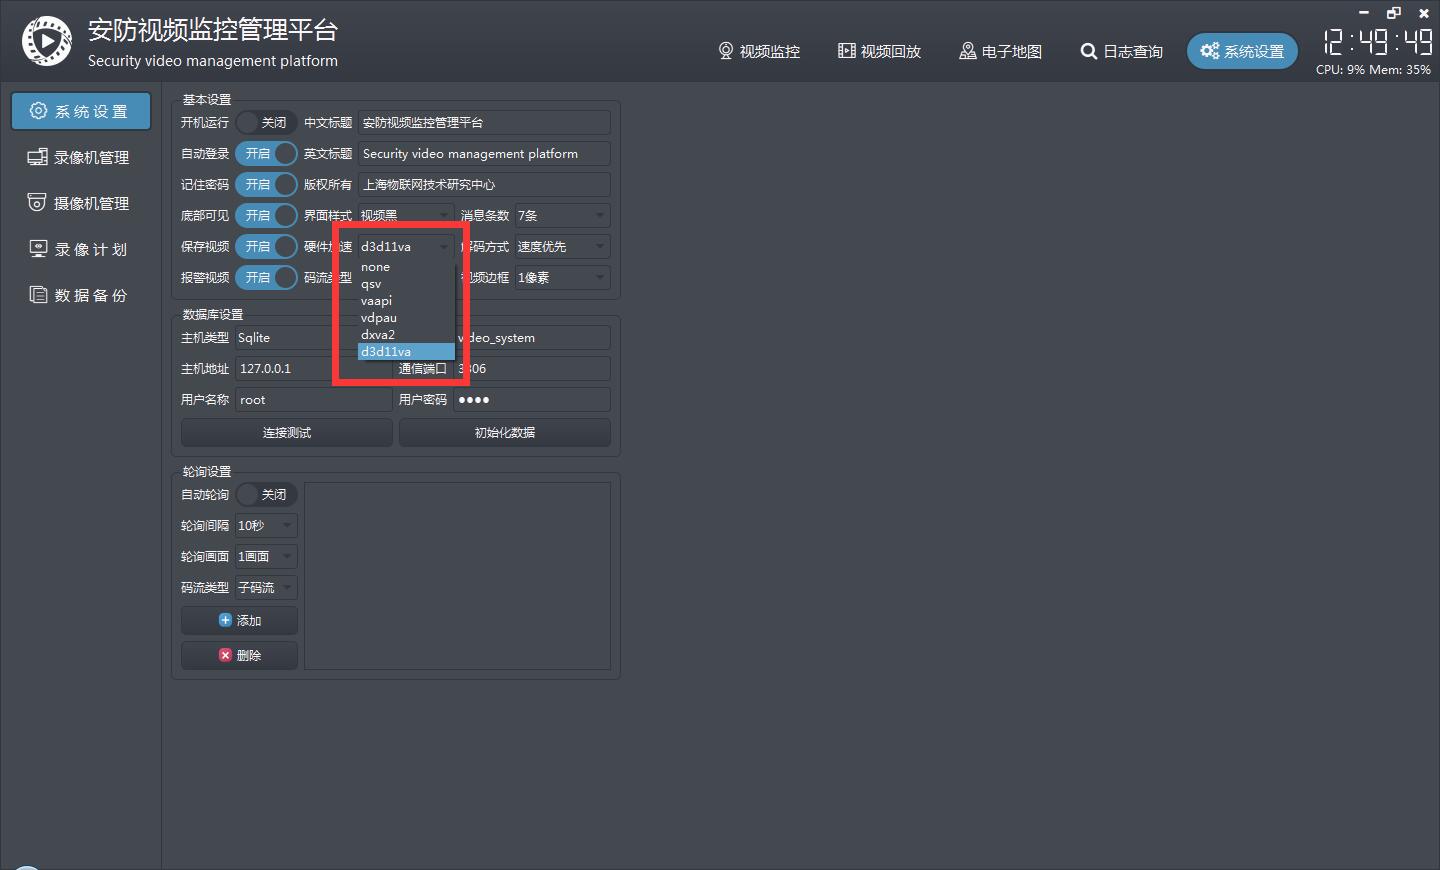 安防视频监控管理平台
Security video management platform
视频监控
视频回放
电子地图
日志查询
系统设置
12:49:49
CPU: 9% Mem: 35%
系统设置
录像机管理
摄像机管理
录像计划
数据备份
基本设置
开机运行 关闭 中文标题 安防视频监控管理平台
自动登录 开启 英文标题 Security video management platform
记住密码 开启 版权所有 上海物联网技术研究中心
底部可见 开启 界面样式 视频黑 消息条数 7条
保存视频 开启 硬件加速 d3d11va 解码方式 速度优先
报警视频 开启 码流类型 视频边框 1像素
none
qsv
vaapi
vdpau
dxva2
d3d11va
数据库设置
主机类型 Sqlite video_system
主机地址 127.0.0.1 通信端口 3306
用户名称 root 用户密码 ●●●●
连接测试 初始化数据
轮询设置
自动轮询 关闭
轮询间隔 10秒
轮询画面 1画面
码流类型 子码流
添加
删除